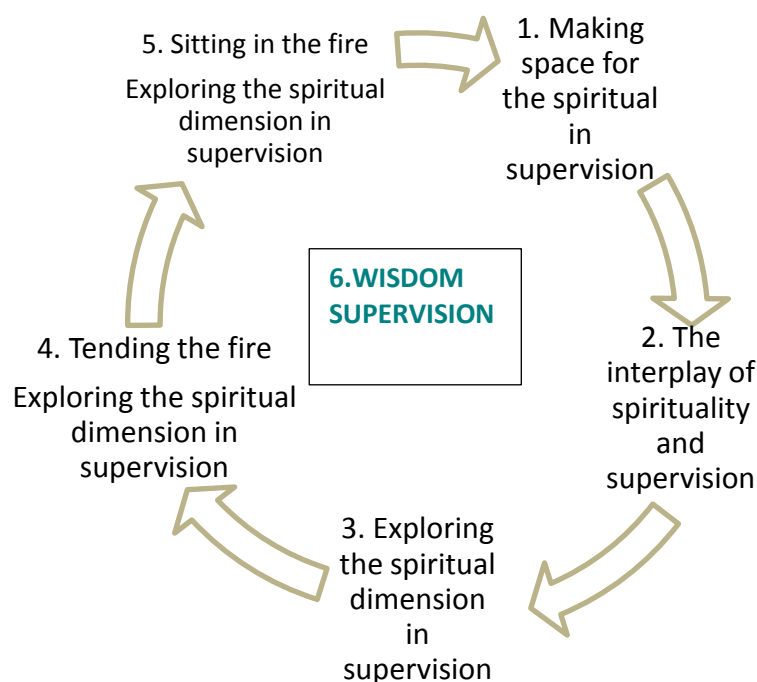 1. Making
space for
the spiritual
in
supervision
2. The
interplay of
spirituality
and
supervision
3. Exploring
the spiritual
dimension
in
supervision
4. Tending the fire
Exploring the spiritual
dimension in
supervision
5. Sitting in the fire
Exploring the spiritual
dimension in
supervision
6.WISDOM
SUPERVISION